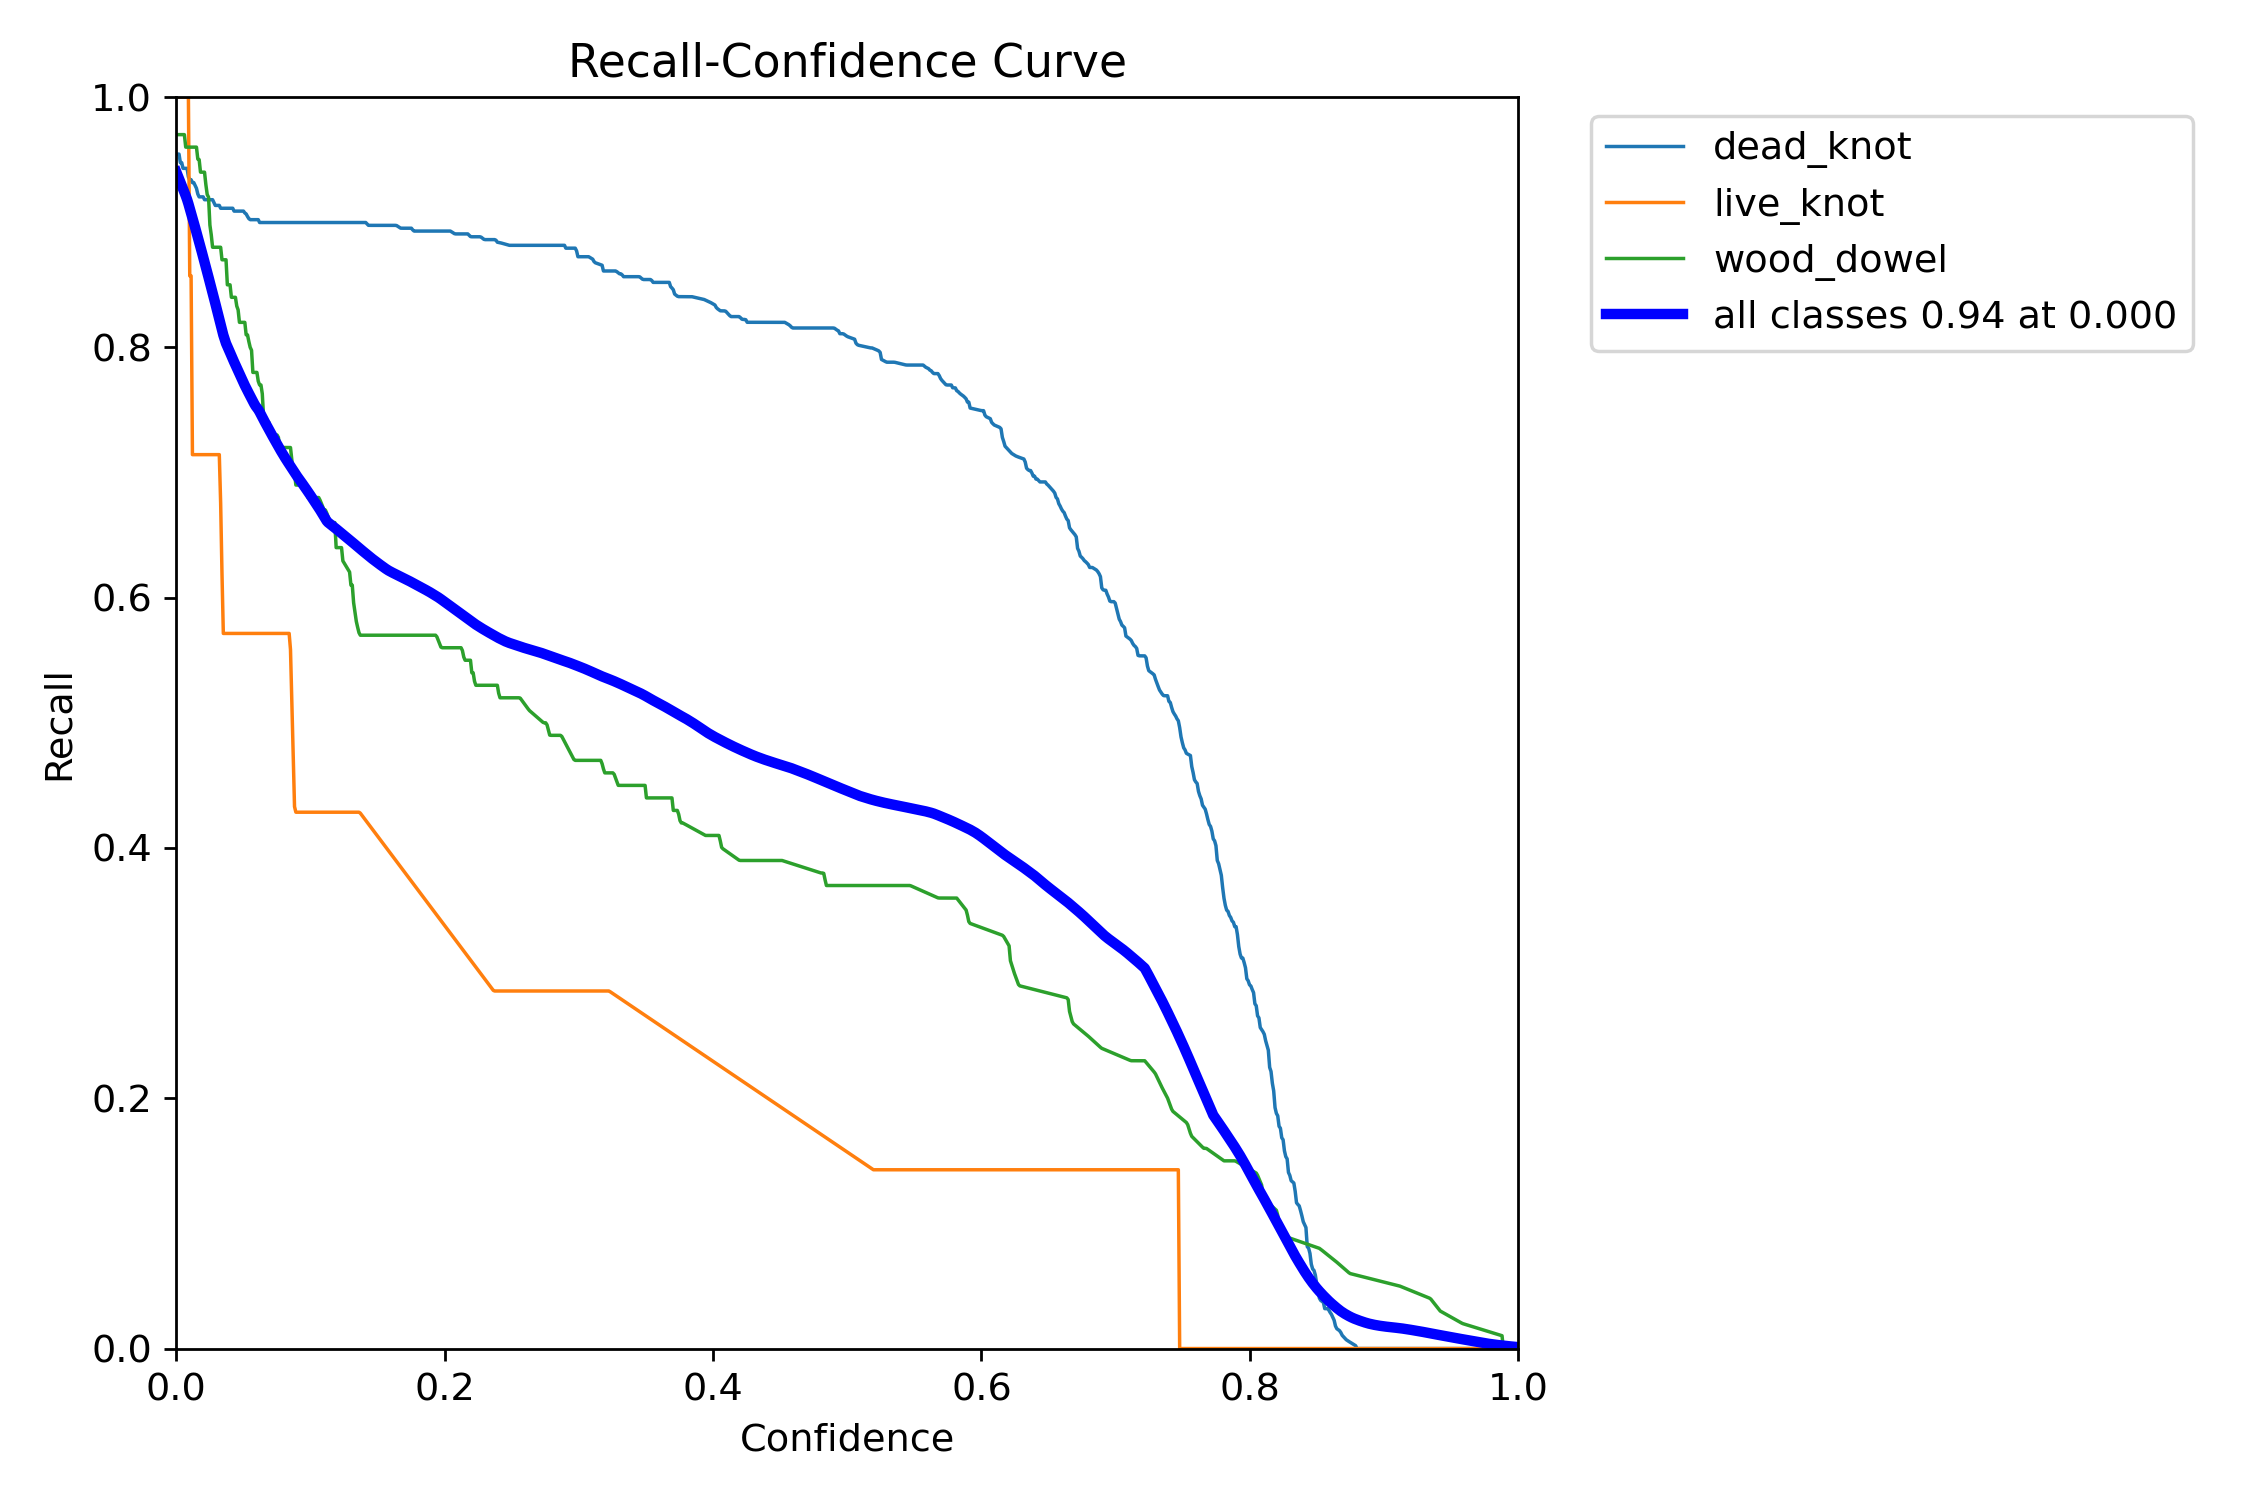 Recall-Confidence Curve
1.0
0.8
0.6
0.4
0.2
0.0
Recall
0.0 0.2 0.4 0.6 0.8 1.0
Confidence
dead_knot
live_knot
wood_dowel
all classes 0.94 at 0.000